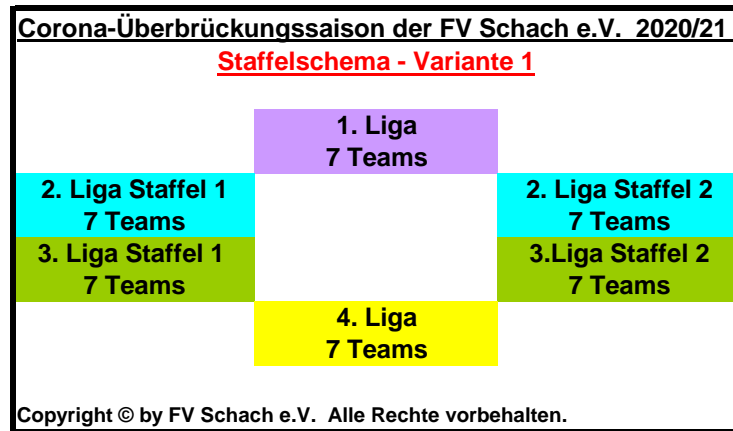 Corona-Überbrückungssaison der FV Schach e.V.  2020/21
Staffelschema - Variante 1
1. Liga
7 Teams
2. Liga Staffel 1
7 Teams
2. Liga Staffel 2
7 Teams
3. Liga Staffel 1
7 Teams
3.Liga Staffel 2
7 Teams
4. Liga
7 Teams
Copyright © by FV Schach e.V.  Alle Rechte vorbehalten.